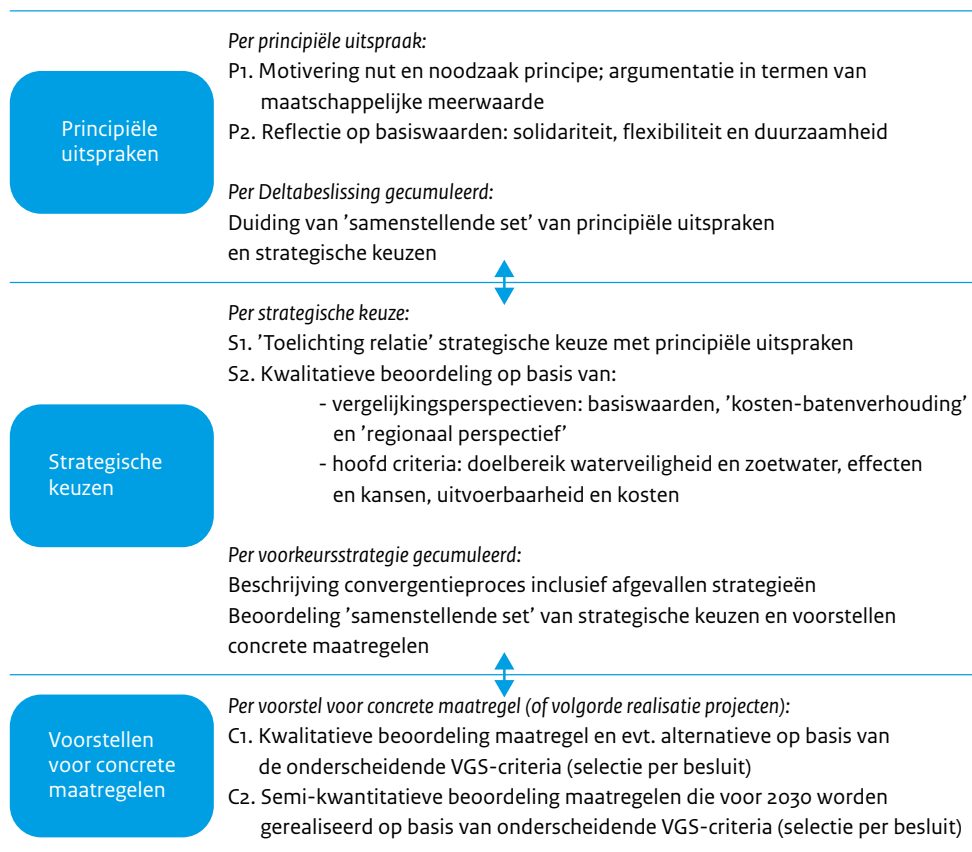 Principiële
uitspraken
Per principiële uitspraak:
P1. Motivering nut en noodzaak principe; argumentatie in termen van
maatschappelijke meerwaarde
P2. Reflectie op basiswaarden: solidariteit, flexibiliteit en duurzaamheid
Per Deltabeslissing gecumuleerd:
Duiding van ’samenstellende set’ van principiële uitspraken
en strategische keuzen
Strategische
keuzen
Per strategische keuze:
S1. ’Toelichting relatie’ strategische keuze met principiële uitspraken
S2. Kwalitatieve beoordeling op basis van:
- vergelijkingsperspectieven: basiswaarden, ’kosten-batenverhouding’
en ’regionaal perspectief’
- hoofd criteria: doelbereik waterveiligheid en zoetwater, effecten
en kansen, uitvoerbaarheid en kosten
Per voorkeursstrategie gecumuleerd:
Beschrijving convergentieproces inclusief afgevallen strategieën
Beoordeling ’samenstellende set’ van strategische keuzen en voorstellen
concrete maatregelen
Voorstellen
voor concrete
maatregelen
Per voorstel voor concrete maatregel (of volgorde realisatie projecten):
C1. Kwalitatieve beoordeling maatregel en evt. alternatieve op basis van
de onderscheidende VGS-criteria (selectie per besluit)
C2. Semi-kwantitatieve beoordeling maatregelen die voor 2030 worden
gerealiseerd op basis van onderscheidende VGS-criteria (selectie per besluit)